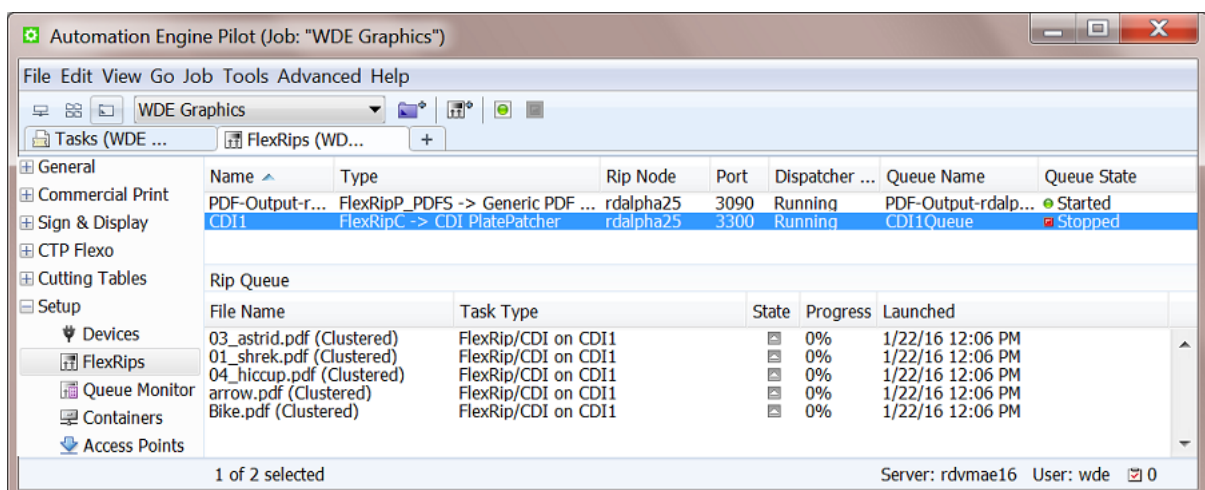 Automation Engine Pilot (Job: "WDE Graphics")
File Edit View Go Job Tools Advanced Help
WDE Graphics
Tasks (WDE ... FlexRips (WD... +
General
Commercial Print
Sign & Display
CTP Flexo
Cutting Tables
Setup
Devices
FlexRips
Queue Monitor
Containers
Access Points
Name Type Rip Node Port Dispatcher ... Queue Name Queue State
PDF-Output-r... FlexRipP_PDFS -> Generic PDF ... rdalpha25 3090 Running PDF-Output-rdalp... Started
CDI1 FlexRipC -> CDI PlatePatcher rdalpha25 3300 Running CDI1Queue Stopped
Rip Queue
File Name Task Type State Progress Launched
03_astrid.pdf (Clustered) FlexRip/CDI on CDI1 0% 1/22/16 12:06 PM
01_shrek.pdf (Clustered) FlexRip/CDI on CDI1 0% 1/22/16 12:06 PM
04_hiccup.pdf (Clustered) FlexRip/CDI on CDI1 0% 1/22/16 12:06 PM
arrow.pdf (Clustered) FlexRip/CDI on CDI1 0% 1/22/16 12:06 PM
Bike.pdf (Clustered) FlexRip/CDI on CDI1 0% 1/22/16 12:06 PM
1 of 2 selected Server: rdvmae16 User: wde 0